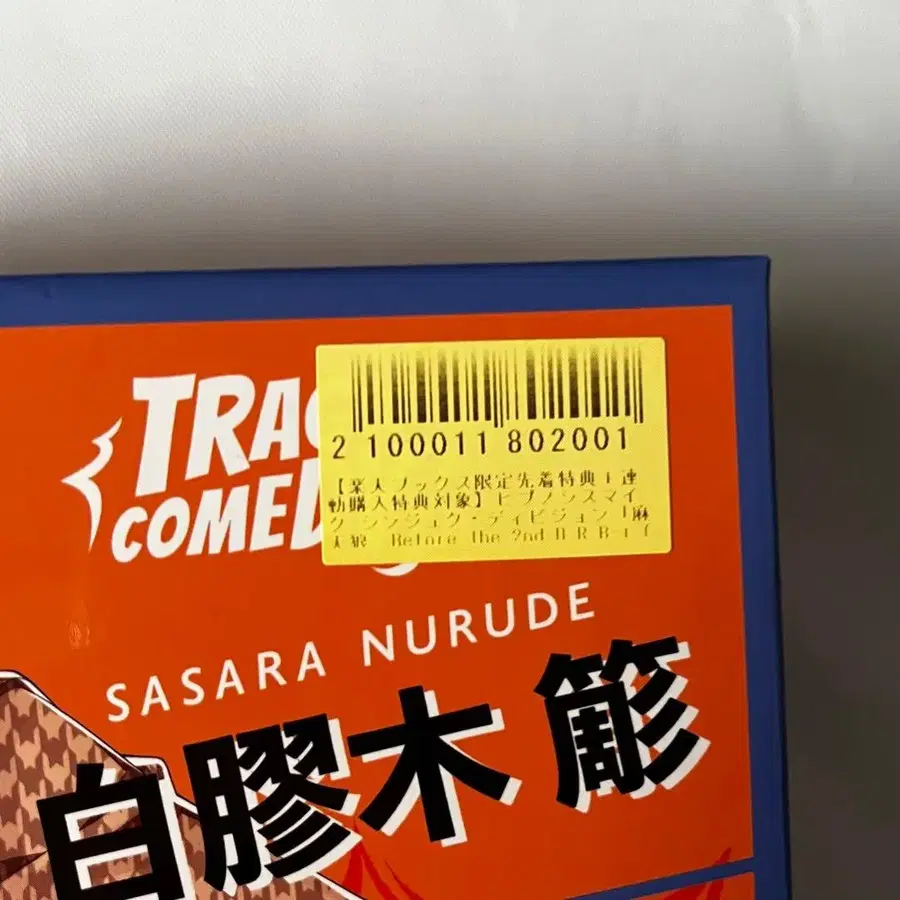 TRA
COMED
2 100011 802001
【楽天ブックス限定先着特典+連
動購入特典対象】ヒプノシスマイ
ク シンジュク・ディビジョン「麻
天狼 Before The 2nd D.R.B-
SASARA NURUDE
白膠木 簓